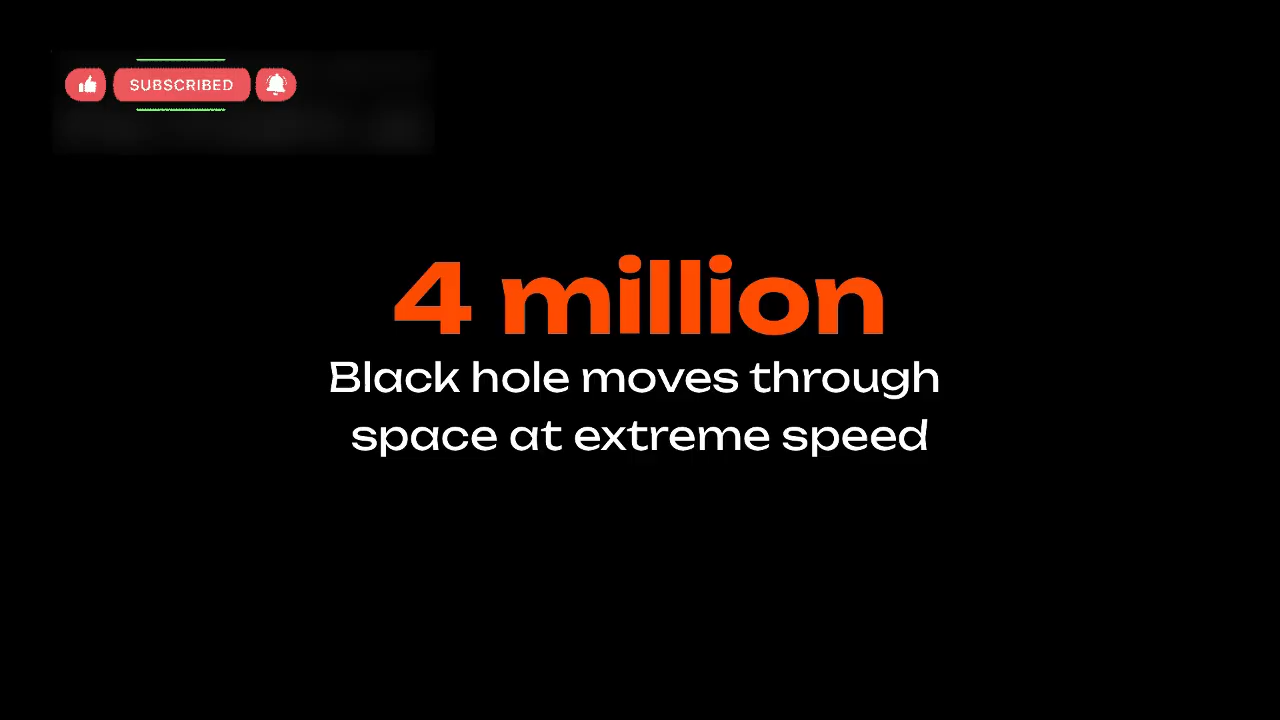 SUBSCRIBED
4 million
Black hole moves through
space at extreme speed